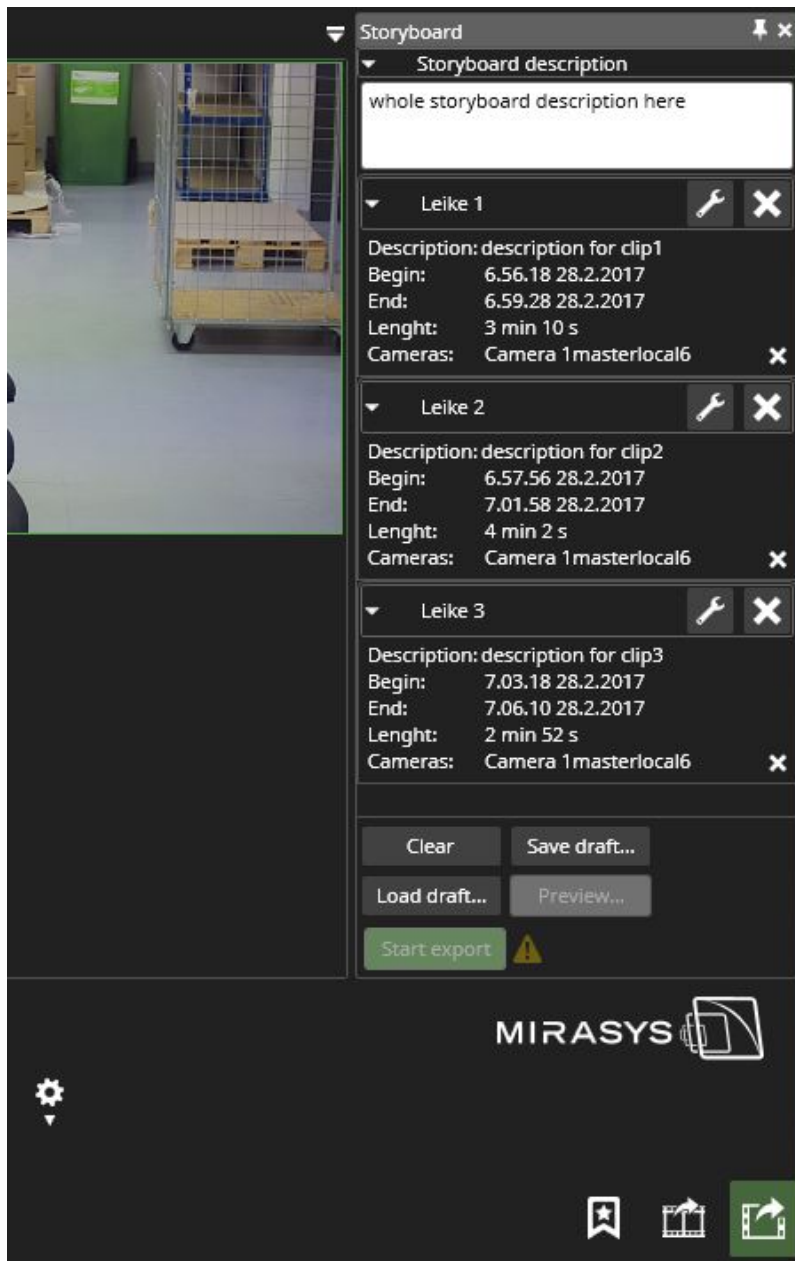 Storyboard
Storyboard description
whole storyboard description here
Leike 1
Description: description for clip1
Begin: 6.56.18 28.2.2017
End: 6.59.28 28.2.2017
Lenght: 3 min 10 s
Cameras: Camera 1masterlocal6
Leike 2
Description: description for clip2
Begin: 6.57.56 28.2.2017
End: 7.01.58 28.2.2017
Lenght: 4 min 2 s
Cameras: Camera 1masterlocal6
Leike 3
Description: description for clip3
Begin: 7.03.18 28.2.2017
End: 7.06.10 28.2.2017
Lenght: 2 min 52 s
Cameras: Camera 1masterlocal6
Clear Save draft...
Load draft... Preview...
Start export
MIRASYS